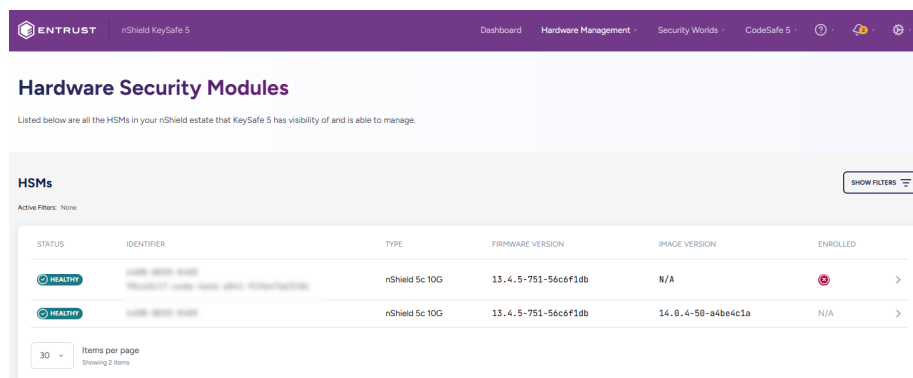 ENTRUST nShield KeySafe 5 Dashboard Hardware Management Security Worlds CodeSafe 5 2
Hardware Security Modules
Listed below are all the HSMs in your nShield estate that KeySafe 5 has visibility of and is able to manage.
HSMs
SHOW FILTERS
Active Filters: None
STATUS IDENTIFIER TYPE FIRMWARE VERSION IMAGE VERSION ENROLLED
HEALTHY nShield 5c 10G 13.4.5-751-56c6f1db N/A
HEALTHY nShield 5c 10G 13.4.5-751-56c6f1db 14.0.4-50-a4be4c1a N/A
30 Items per page
Showing 2 items